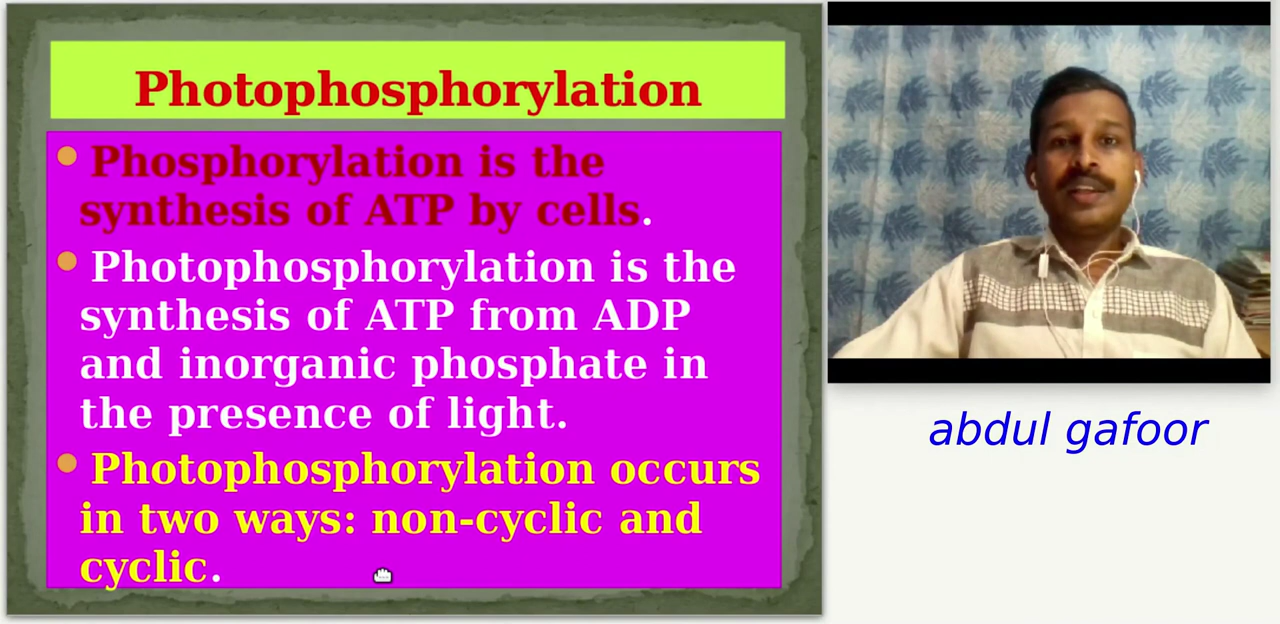 Photophosphorylation
Phosphorylation is the
synthesis of ATP by cells.
Photophosphorylation is the
synthesis of ATP from ADP
and inorganic phosphate in
the presence of light.
Photophosphorylation occurs
in two ways: non-cyclic and
cyclic.
abdul gafoor